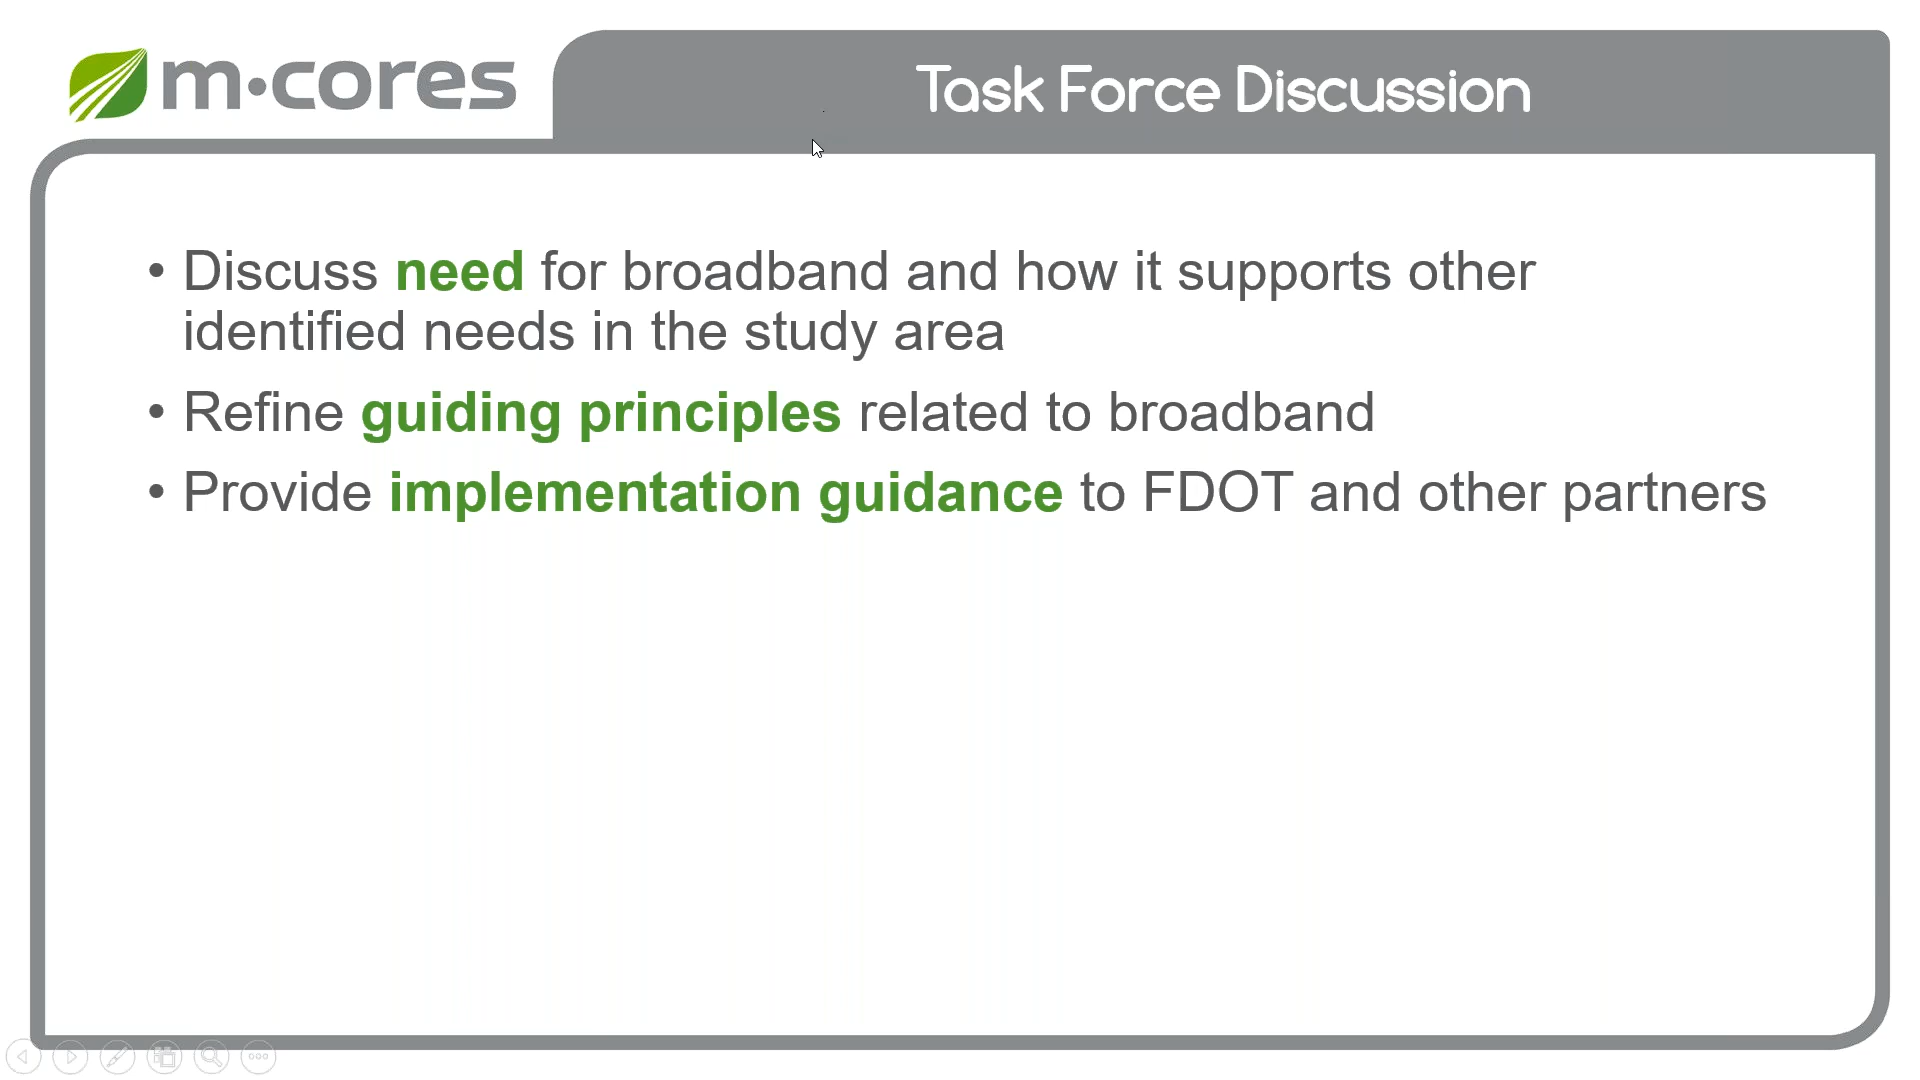 m·cores
Task Force Discussion
• Discuss need for broadband and how it supports other
identified needs in the study area
• Refine guiding principles related to broadband
• Provide implementation guidance to FDOT and other partners